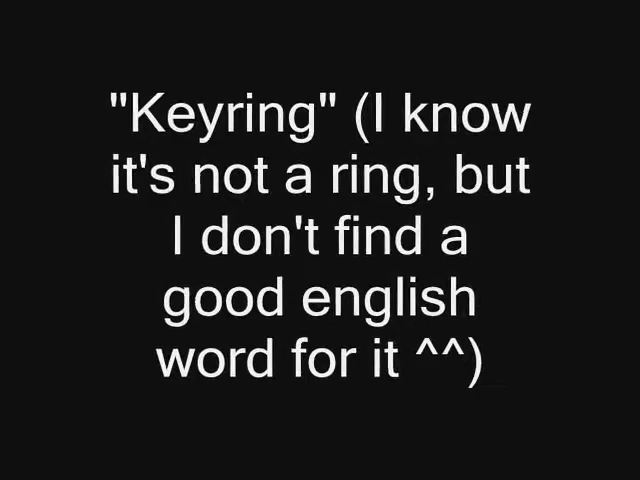 "Keyring" (I know
it's not a ring, but
I don't find a
good english
word for it ^^)